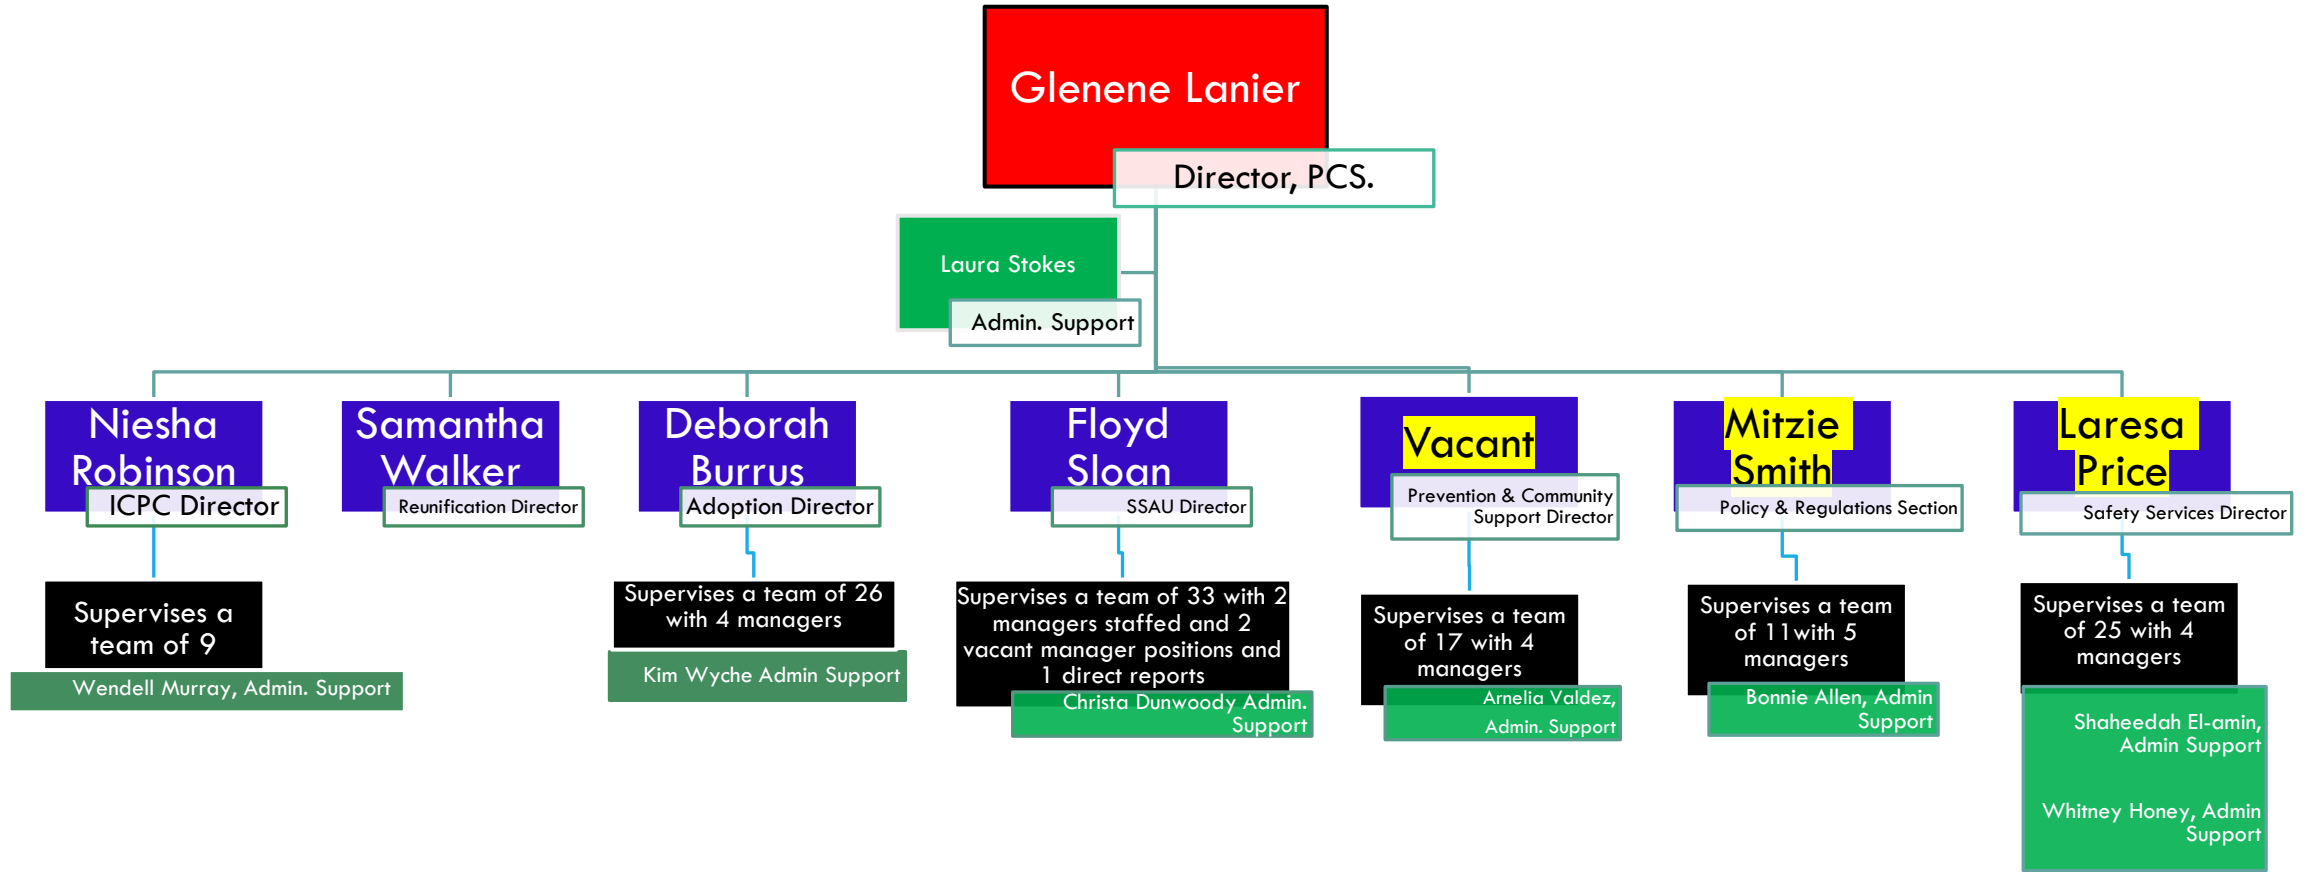 Glenene Lanier
Director, PCS.
Laura Stokes
Admin. Support
Niesha
Robinson
ICPC Director
Samantha
Walker
Reunification Director
Deborah
Burrus
Adoption Director
Floyd
Sloan
SSAU Director
Vacant
Prevention & Community
Support Director
Mitzie
Smith
Policy & Regulations Section
Laresa
Price
Safety Services Director
Supervises a
team of 9
Wendell Murray, Admin. Support
Supervises a team of 26
with 4 managers
Kim Wyche Admin Support
Supervises a team of 33 with 2
managers staffed and 2
vacant manager positions and
1 direct reports
Christa Dunwoody Admin.
Support
Supervises a team
of 17 with 4
managers
Arnelia Valdez,
Admin. Support
Supervises a team
of 11with 5
managers
Bonnie Allen, Admin
Support
Supervises a team
of 25 with 4
managers
Shaheedah El-amin,
Admin Support
Whitney Honey, Admin
Support